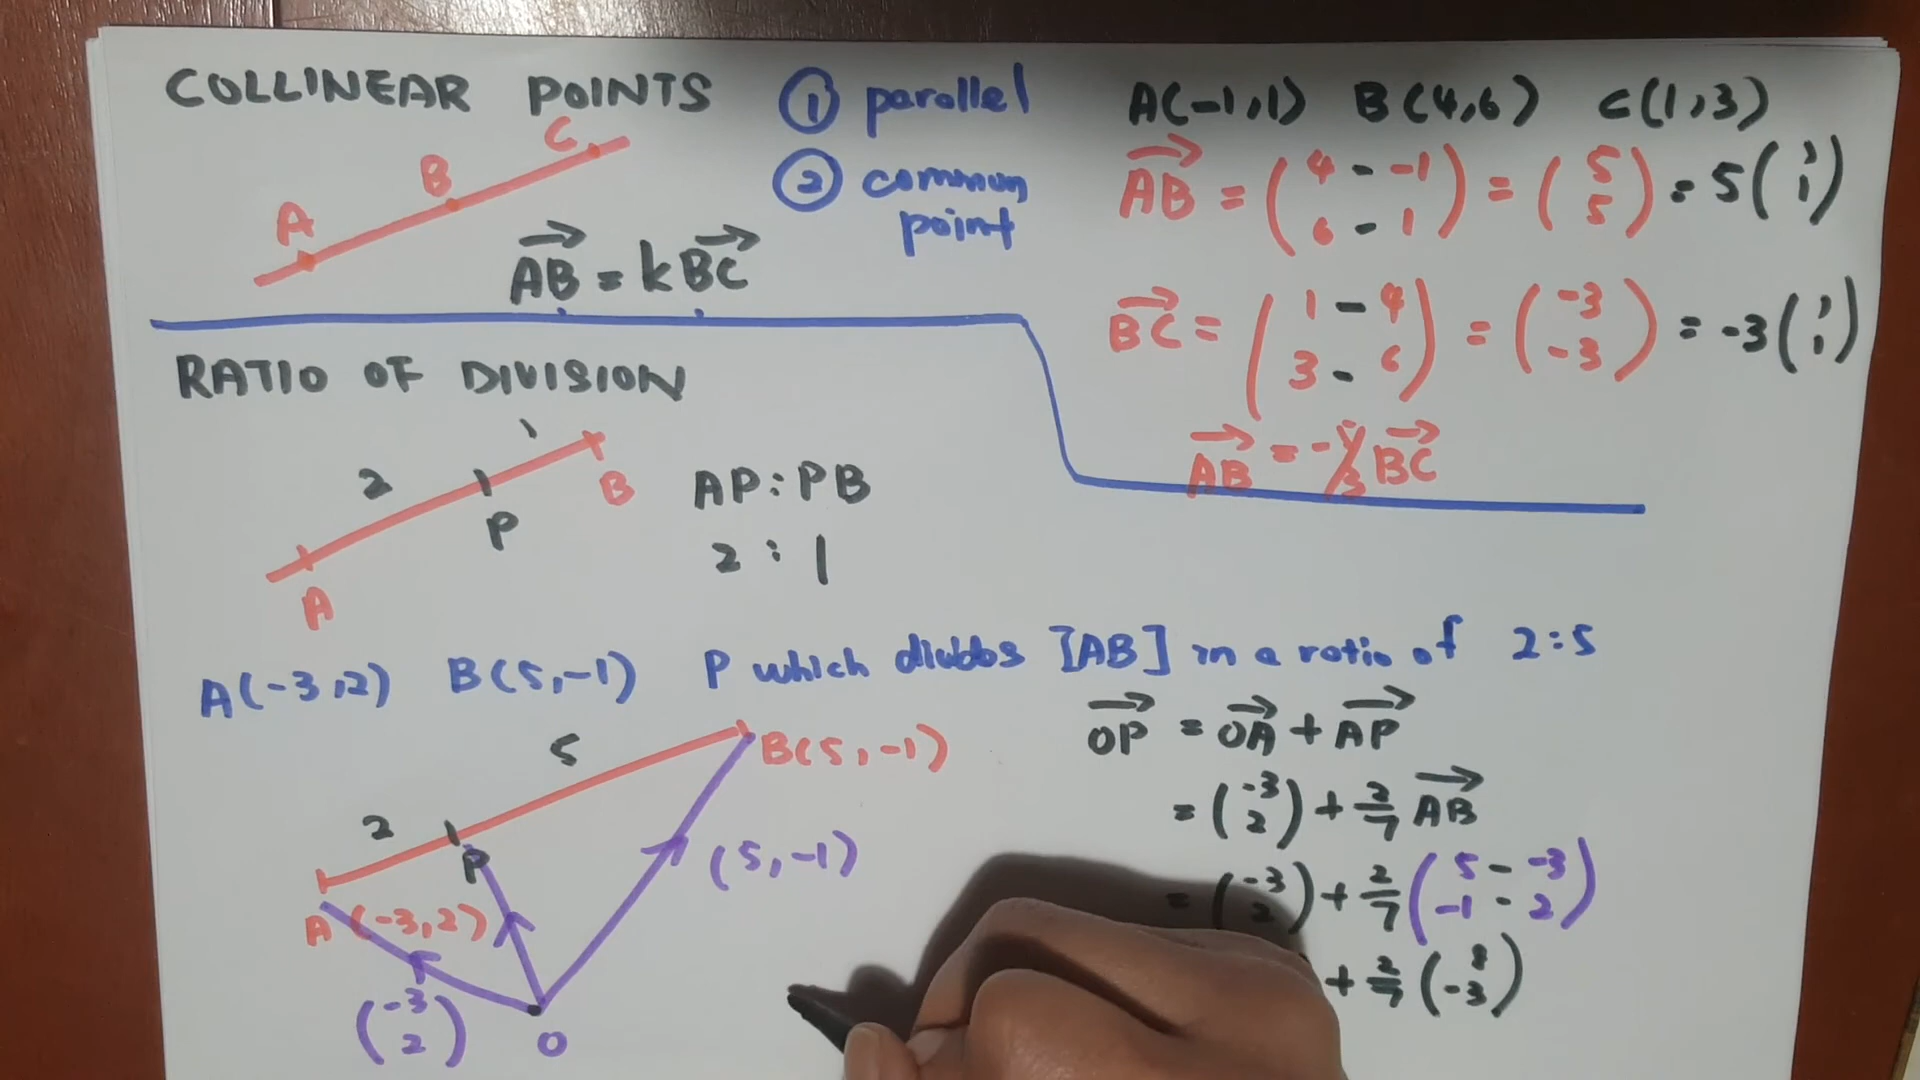 COLLINEAR POINTS
① parallel
② common
point
C
B
A
AB = kBC
A(-1,1) B(4,6) C(1,3)
AB = (4 - -1 6 - 1) = (5 5) = 5(1 1)
BC = (1 - 4 3 - 6) = (-3 -3) = -3(1 1)
AB = - BC
RATIO OF DIVISION
1
2
P
B
A
AP:PB
2 : 1
A(-3,2) B(5,-1) P which divides [AB] in a ratio of 2:5
5
B(5,-1)
2
P
A(-3,2)
(5,-1)
(-3 2)
O
OP = OA + AP
= (-3 2) + 2/7 AB
= (-3 2) + 2/7 (5 - -3 -1 - 2)
+ 2/7 (8 -3)